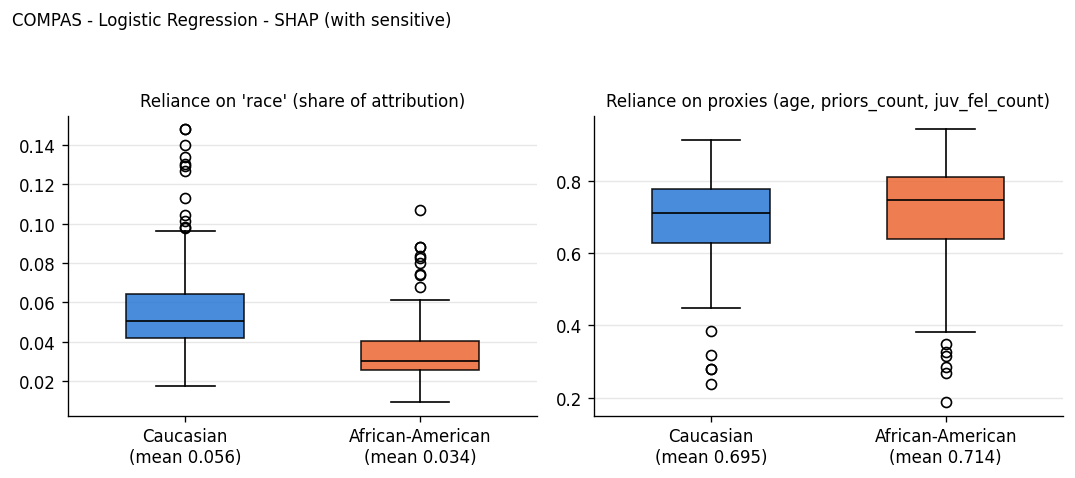 COMPAS - Logistic Regression - SHAP (with sensitive)
Reliance on 'race' (share of attribution)
0.14
0.12
0.10
0.08
0.06
0.04
0.02
Caucasian
(mean 0.056)
African-American
(mean 0.034)
Reliance on proxies (age, priors_count, juv_fel_count)
0.8
0.6
0.4
0.2
Caucasian
(mean 0.695)
African-American
(mean 0.714)